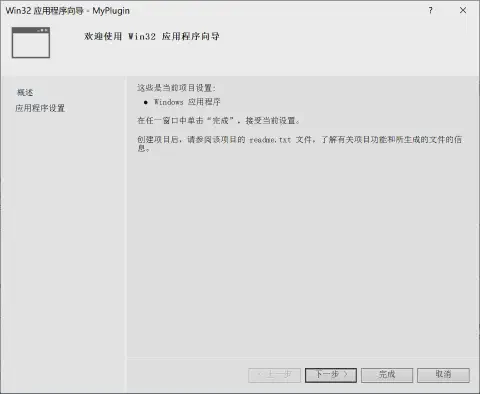 Win32 应用程序向导 - MyPlugin
? ×
欢迎使用 Win32 应用程序向导
概述
应用程序设置
这些是当前项目设置:
● Windows 应用程序
在任一窗口中单击“完成”，接受当前设置。
创建项目后，请参阅该项目的 readme.txt 文件，了解有关项目功能和所生成的文件的信
息。
< 上一步
下一步 >
完成
取消